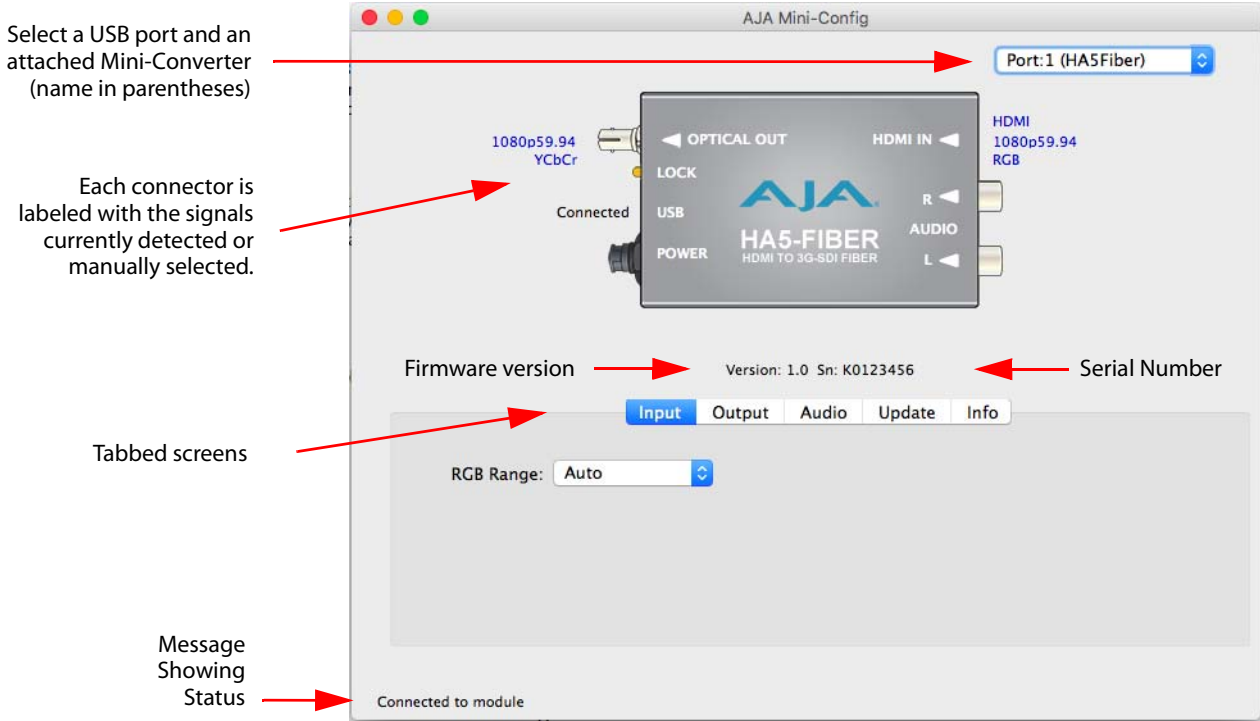 AJA Mini-Config
Select a USB port and an
attached Mini-Converter
(name in parentheses)
Port:1 (HA5Fiber)
1080p59.94
YCbCr
OPTICAL OUT
HDMI IN
HDMI
1080p59.94
RGB
LOCK
Each connector is
labeled with the signals
currently detected or
manually selected.
Connected
USB
AJA
R
AUDIO
L
POWER
HA5-FIBER
HDMI TO 3G-SDI FIBER
Firmware version
Version: 1.0 Sn: K0123456
Serial Number
Input Output Audio Update Info
Tabbed screens
RGB Range: Auto
Message
Showing
Status
Connected to module